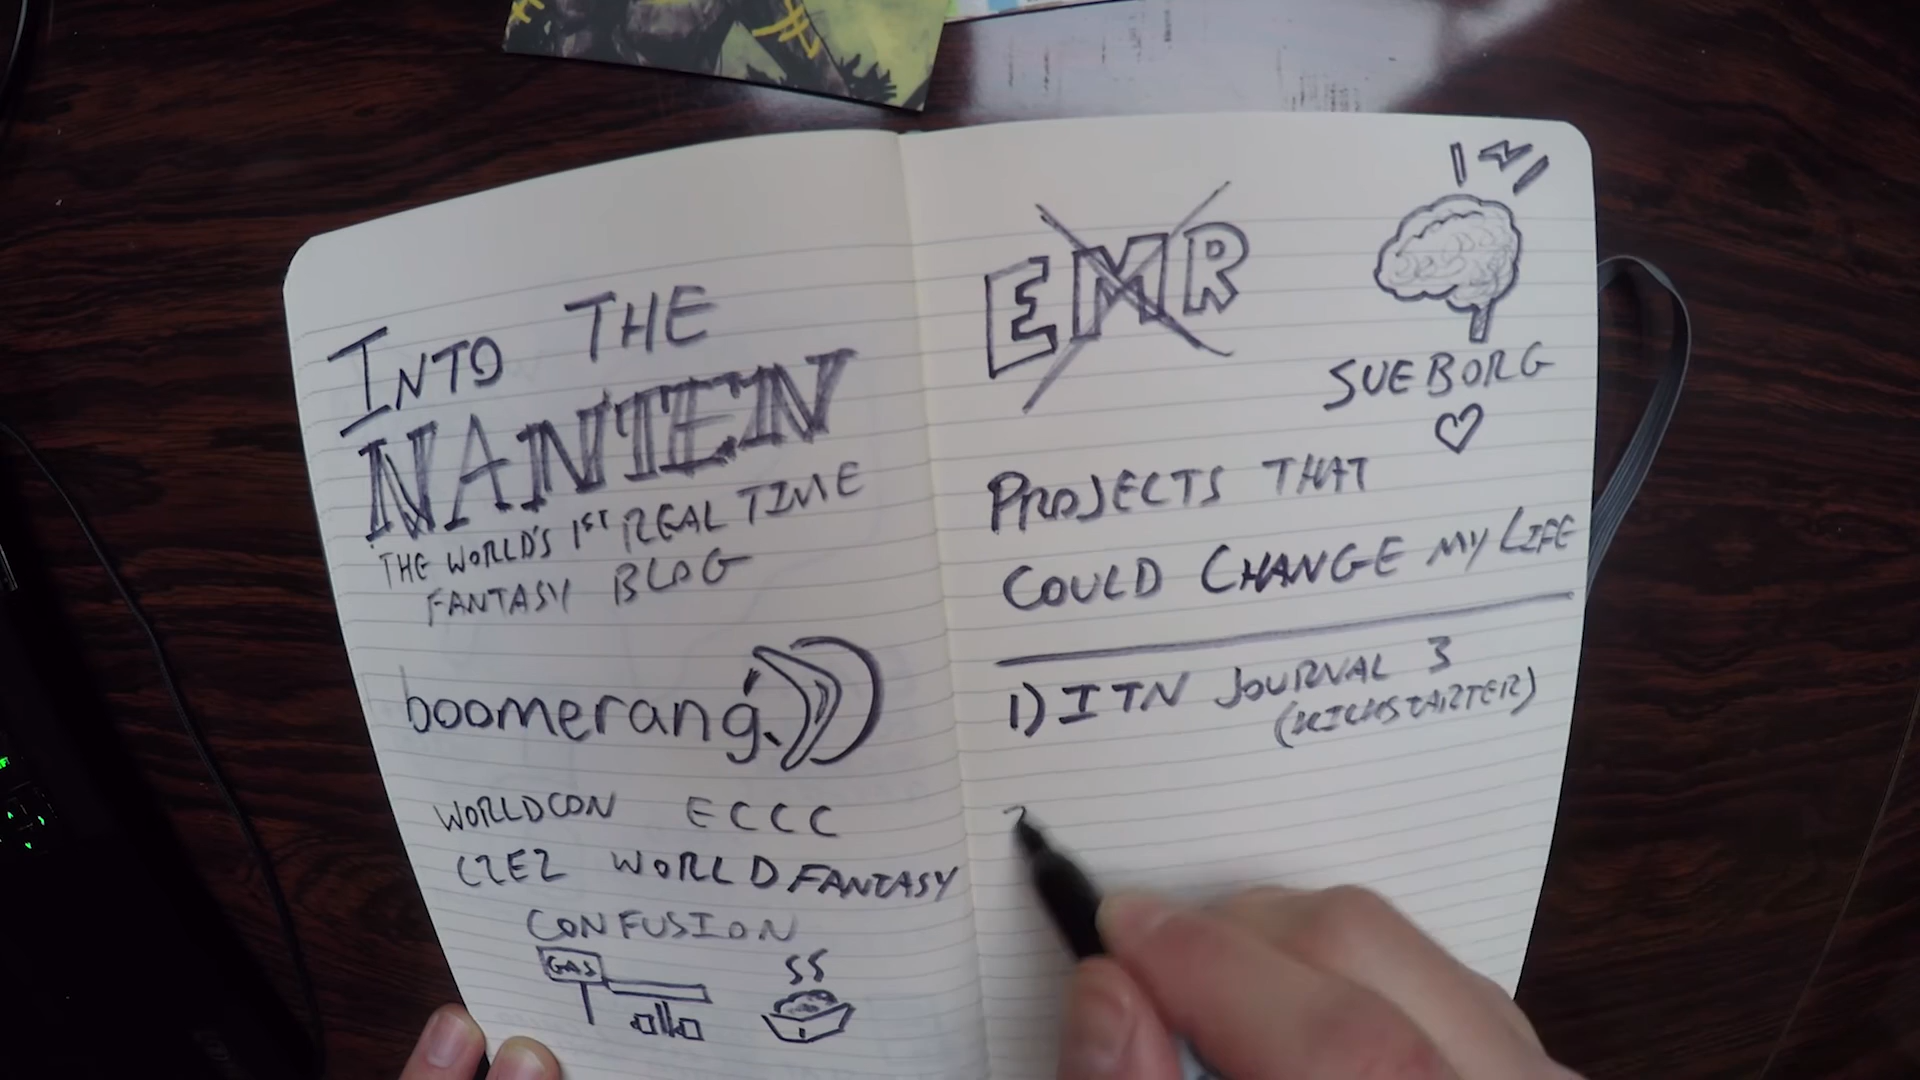 INTO THE
NANTEN
THE WORLD'S 1ST REAL TIME
FANTASY BLOG
boomerang
WORLDCON ECCC
C2E2 WORLD FANTASY
CONFUSION
GAS
EMR
SUEBORG
PROJECTS THAT
COULD CHANGE MY LIFE
1) ITN JOURNAL 3
(KICKSTARTER)